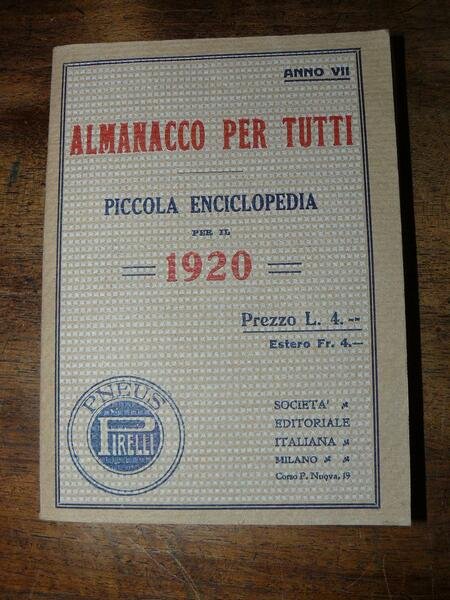 ANNO VII
ALMANACCO PER TUTTI
PICCOLA ENCICLOPEDIA
PER IL
1920
Prezzo L. 4.--
Estero Fr. 4.—
PNEUS
PIRELLI
SOCIETA'
EDITORIALE
ITALIANA
MILANO
Corso P. Nuova, 19